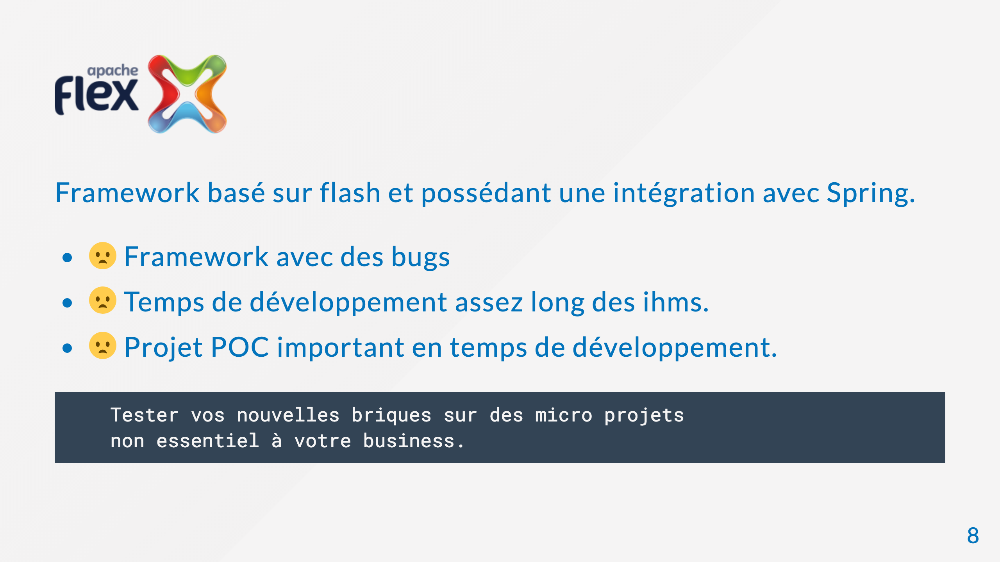 apache
flex
Framework basé sur flash et possédant une intégration avec Spring.
• 😦 Framework avec des bugs
• 😦 Temps de développement assez long des ihms.
• 😦 Projet POC important en temps de développement.
Tester vos nouvelles briques sur des micro projets
non essentiel à votre business.
8